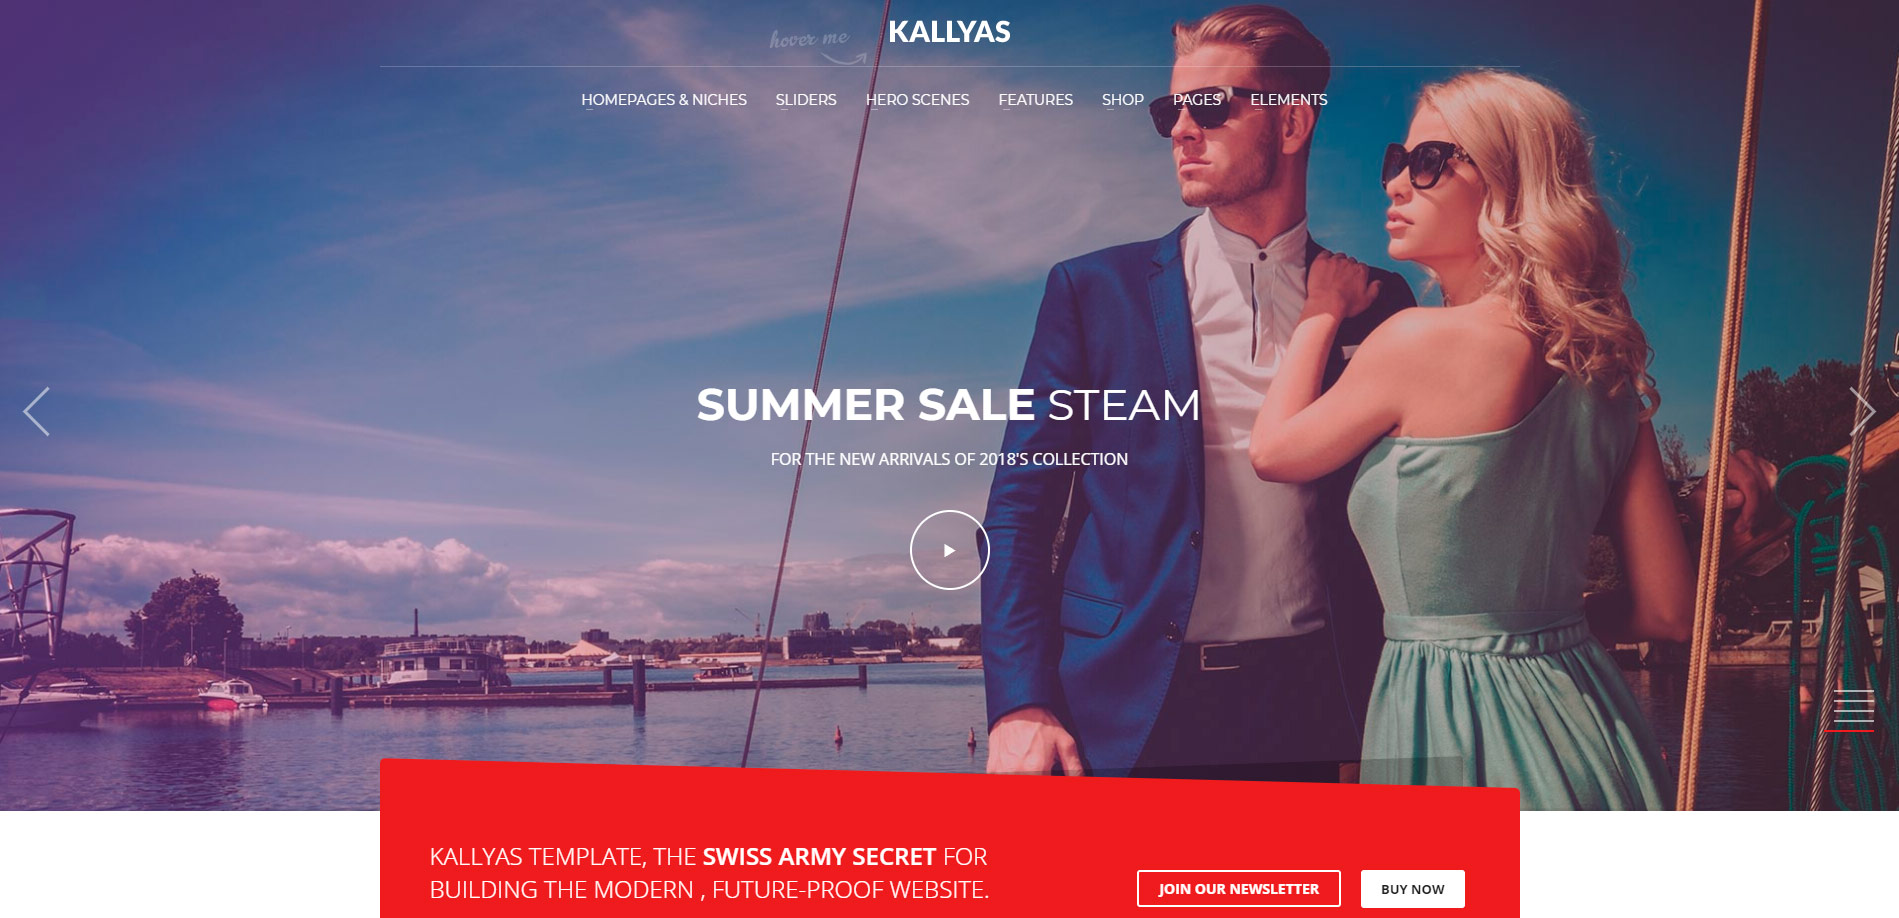 hover me
KALLYAS
HOMEPAGES & NICHES SLIDERS HERO SCENES FEATURES SHOP PAGES ELEMENTS
SUMMER SALE STEAM
FOR THE NEW ARRIVALS OF 2018'S COLLECTION
KALLYAS TEMPLATE, THE SWISS ARMY SECRET FOR
BUILDING THE MODERN , FUTURE-PROOF WEBSITE.
JOIN OUR NEWSLETTER BUY NOW